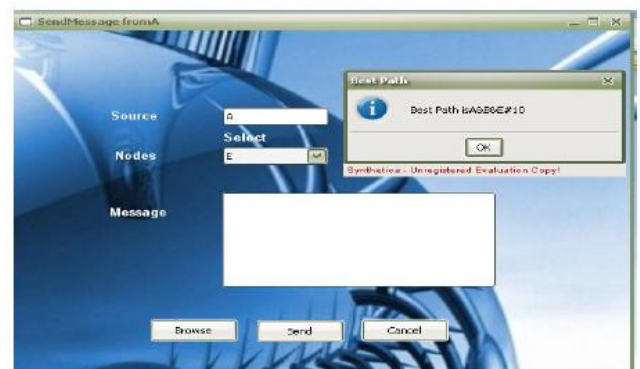 SendMessage fromA
Best Path
Best Path isA&B&E#10
OK
Synthetica - Unregistered Evaluation Copy!
Source
A
Select
Nodes
E
Message
Browse
Send
Cancel